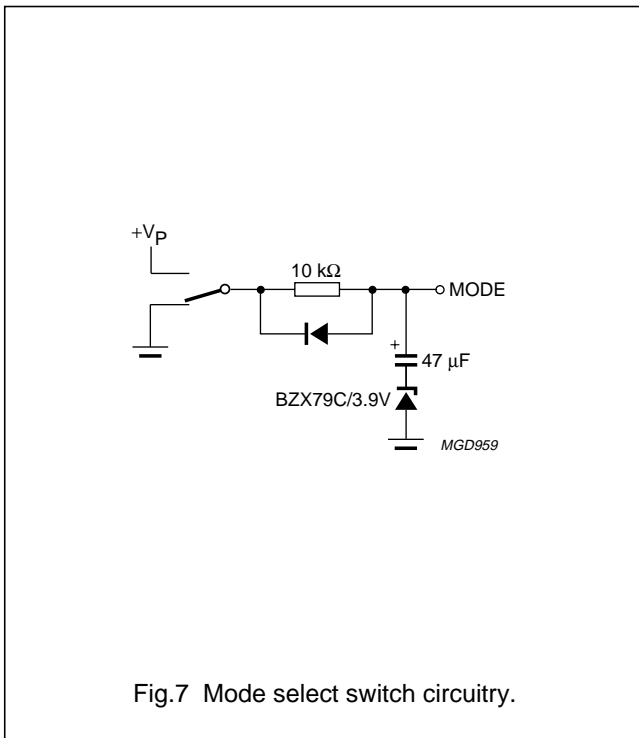 +VP
10 kΩ
MODE
+
47 μF
BZX79C/3.9V
MGD959
Fig.7 Mode select switch circuitry.